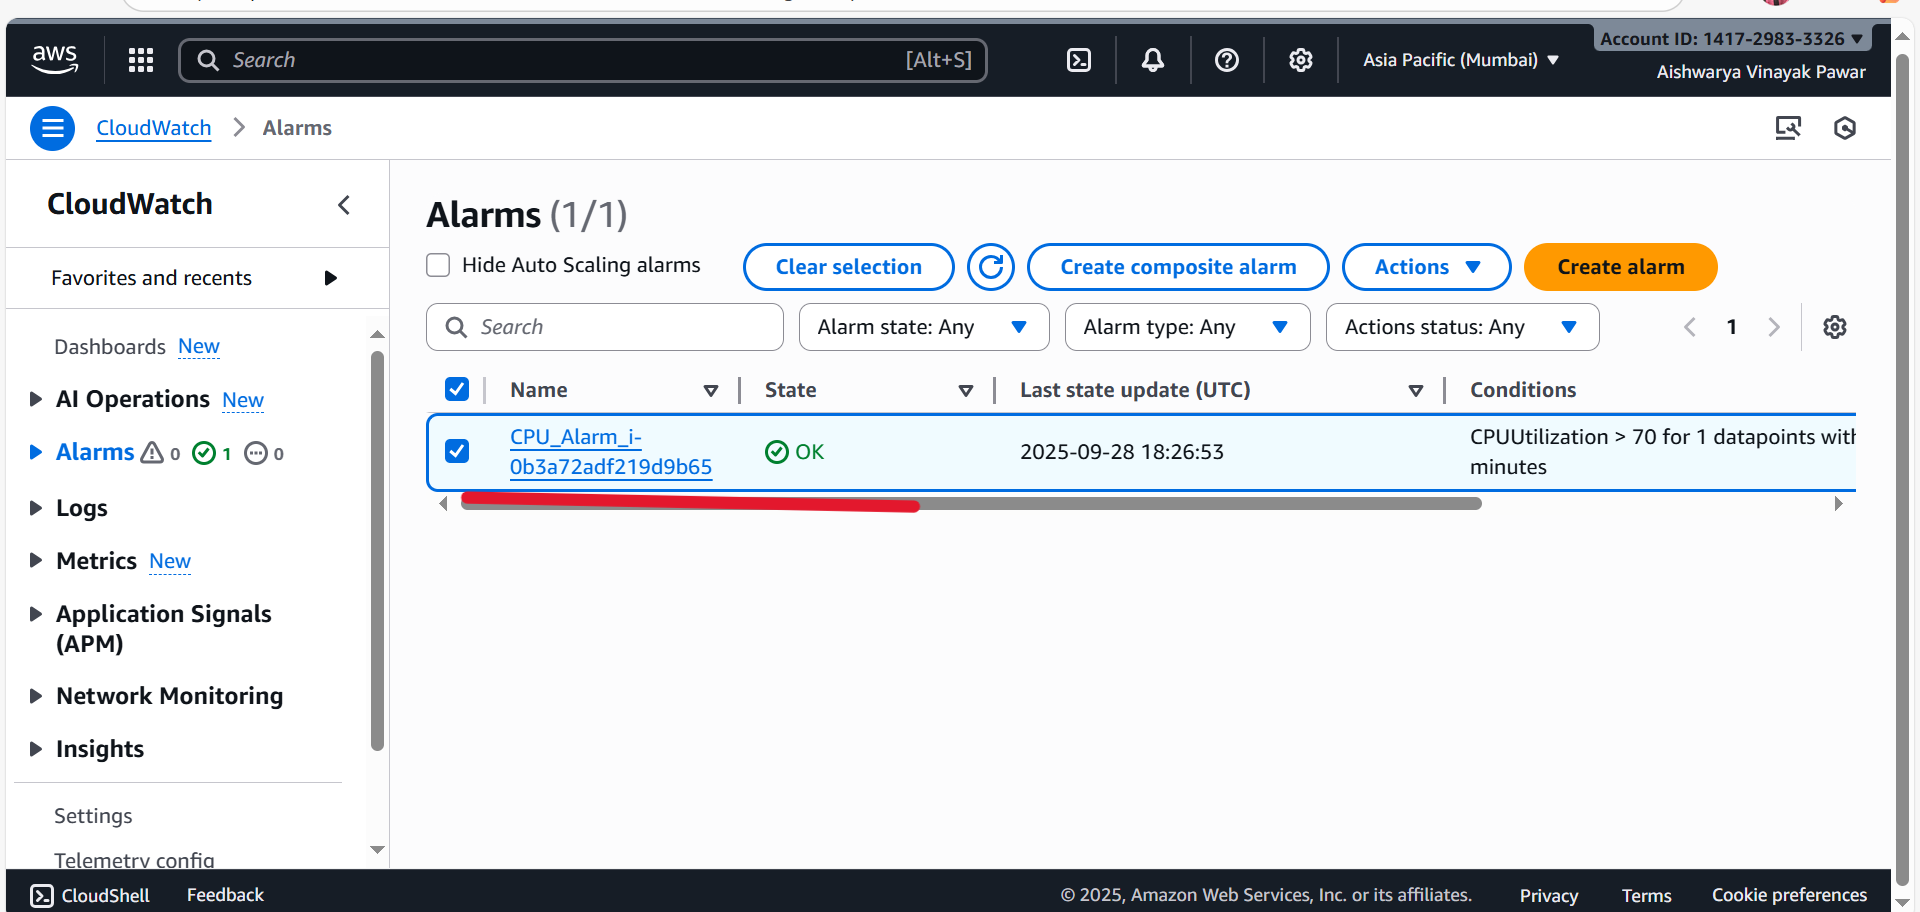 aws
Search [Alt+S]
Asia Pacific (Mumbai)
Account ID: 1417-2983-3326
Aishwarya Vinayak Pawar
CloudWatch > Alarms
CloudWatch
Favorites and recents
Dashboards New
AI Operations New
Alarms 0 1 0
Logs
Metrics New
Application Signals
(APM)
Network Monitoring
Insights
Settings
Telemetry config
Alarms (1/1)
Hide Auto Scaling alarms
Clear selection
Create composite alarm
Actions
Create alarm
Search
Alarm state: Any
Alarm type: Any
Actions status: Any
1
Name State Last state update (UTC) Conditions
CPU_Alarm_i-
0b3a72adf219d9b65
OK
2025-09-28 18:26:53
CPUUtilization > 70 for 1 datapoints with
minutes
CloudShell Feedback
© 2025, Amazon Web Services, Inc. or its affiliates. Privacy Terms Cookie preferences